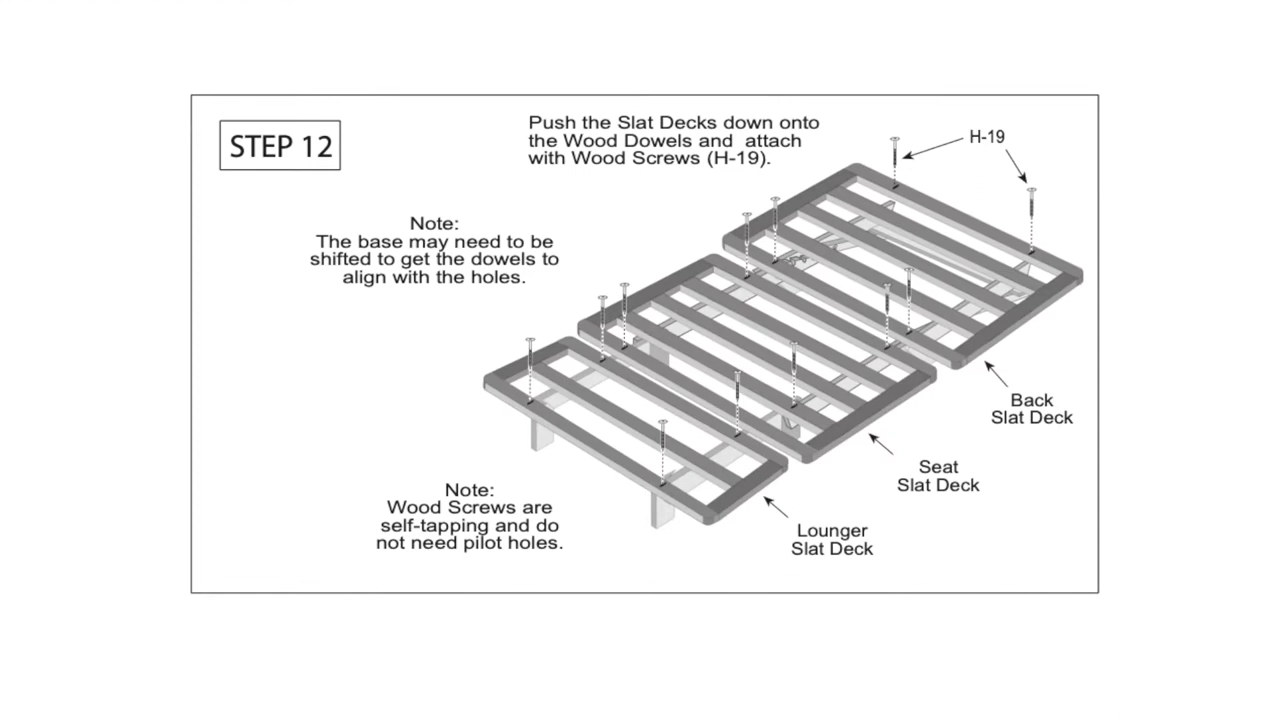 STEP 12
Push the Slat Decks down onto
the Wood Dowels and attach
with Wood Screws (H-19).
H-19
Note:
The base may need to be
shifted to get the dowels to
align with the holes.
Back
Slat Deck
Seat
Slat Deck
Note:
Wood Screws are
self-tapping and do
not need pilot holes.
Lounger
Slat Deck